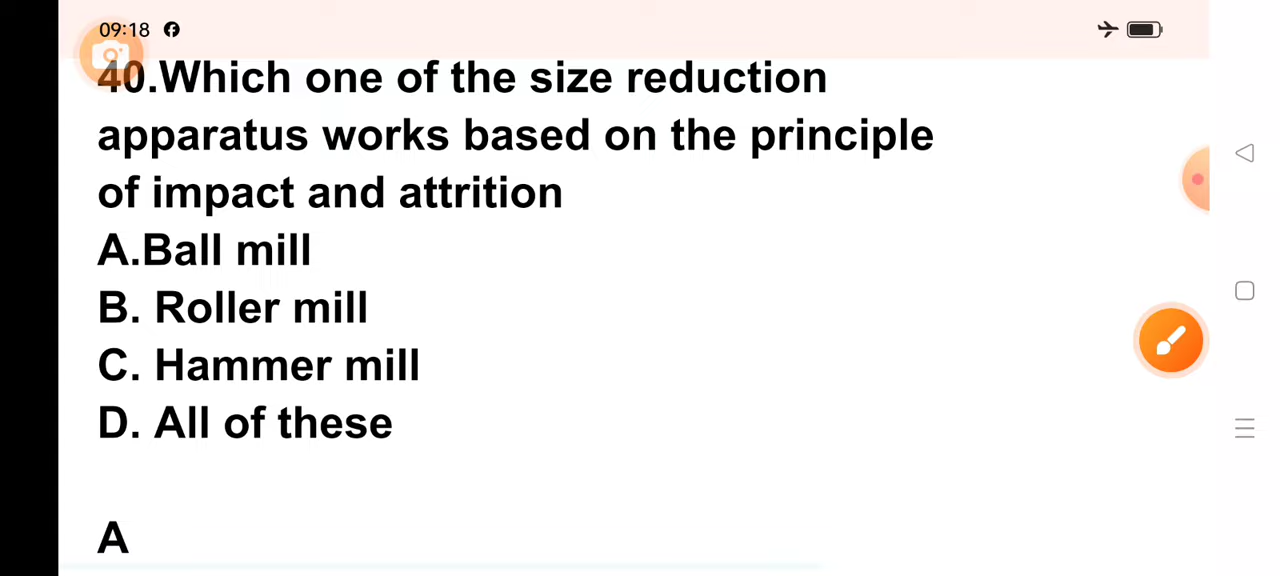 09:18
40.Which one of the size reduction
apparatus works based on the principle
of impact and attrition
A.Ball mill
B. Roller mill
C. Hammer mill
D. All of these
A